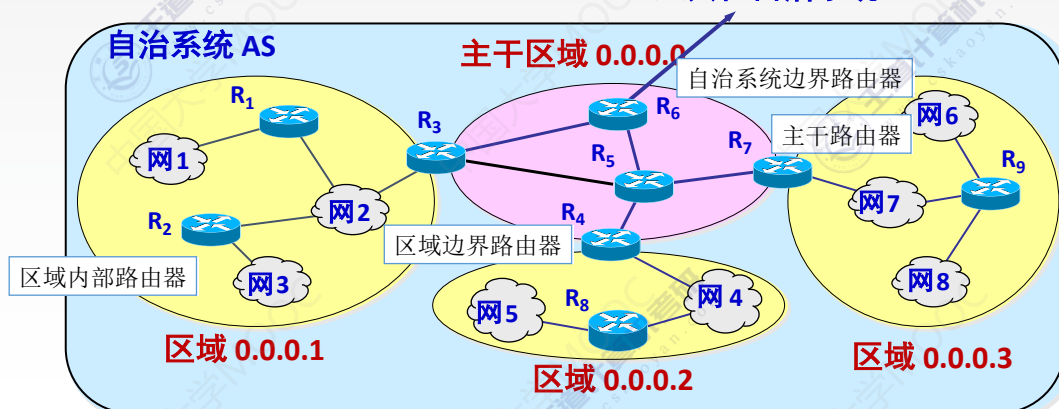 自治系统 AS
主干区域 0.0.0.0
自治系统边界路由器
R1
R3
R6
主干路由器
网6
网1
R5
R7
R9
R2
网2
网7
R4
区域边界路由器
区域内部路由器
网3
网8
网5
R8
网4
区域 0.0.0.1
区域 0.0.0.2
区域 0.0.0.3